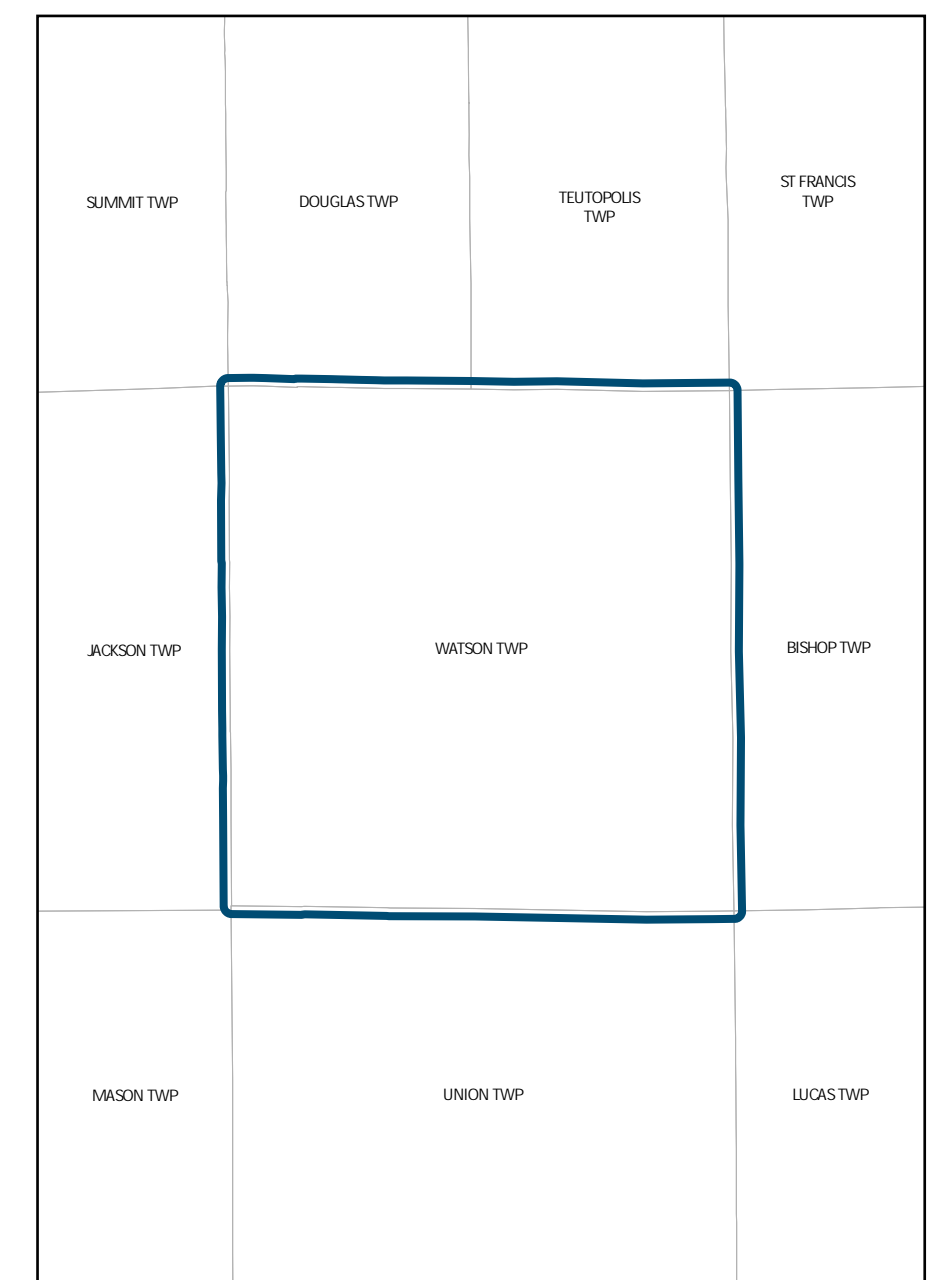 SUMMIT TWP
DOUGLAS TWP
TEUTOPOLIS
TWP
ST FRANCIS
TWP
JACKSON TWP
WATSON TWP
BISHOP TWP
MASON TWP
UNION TWP
LUCAS TWP